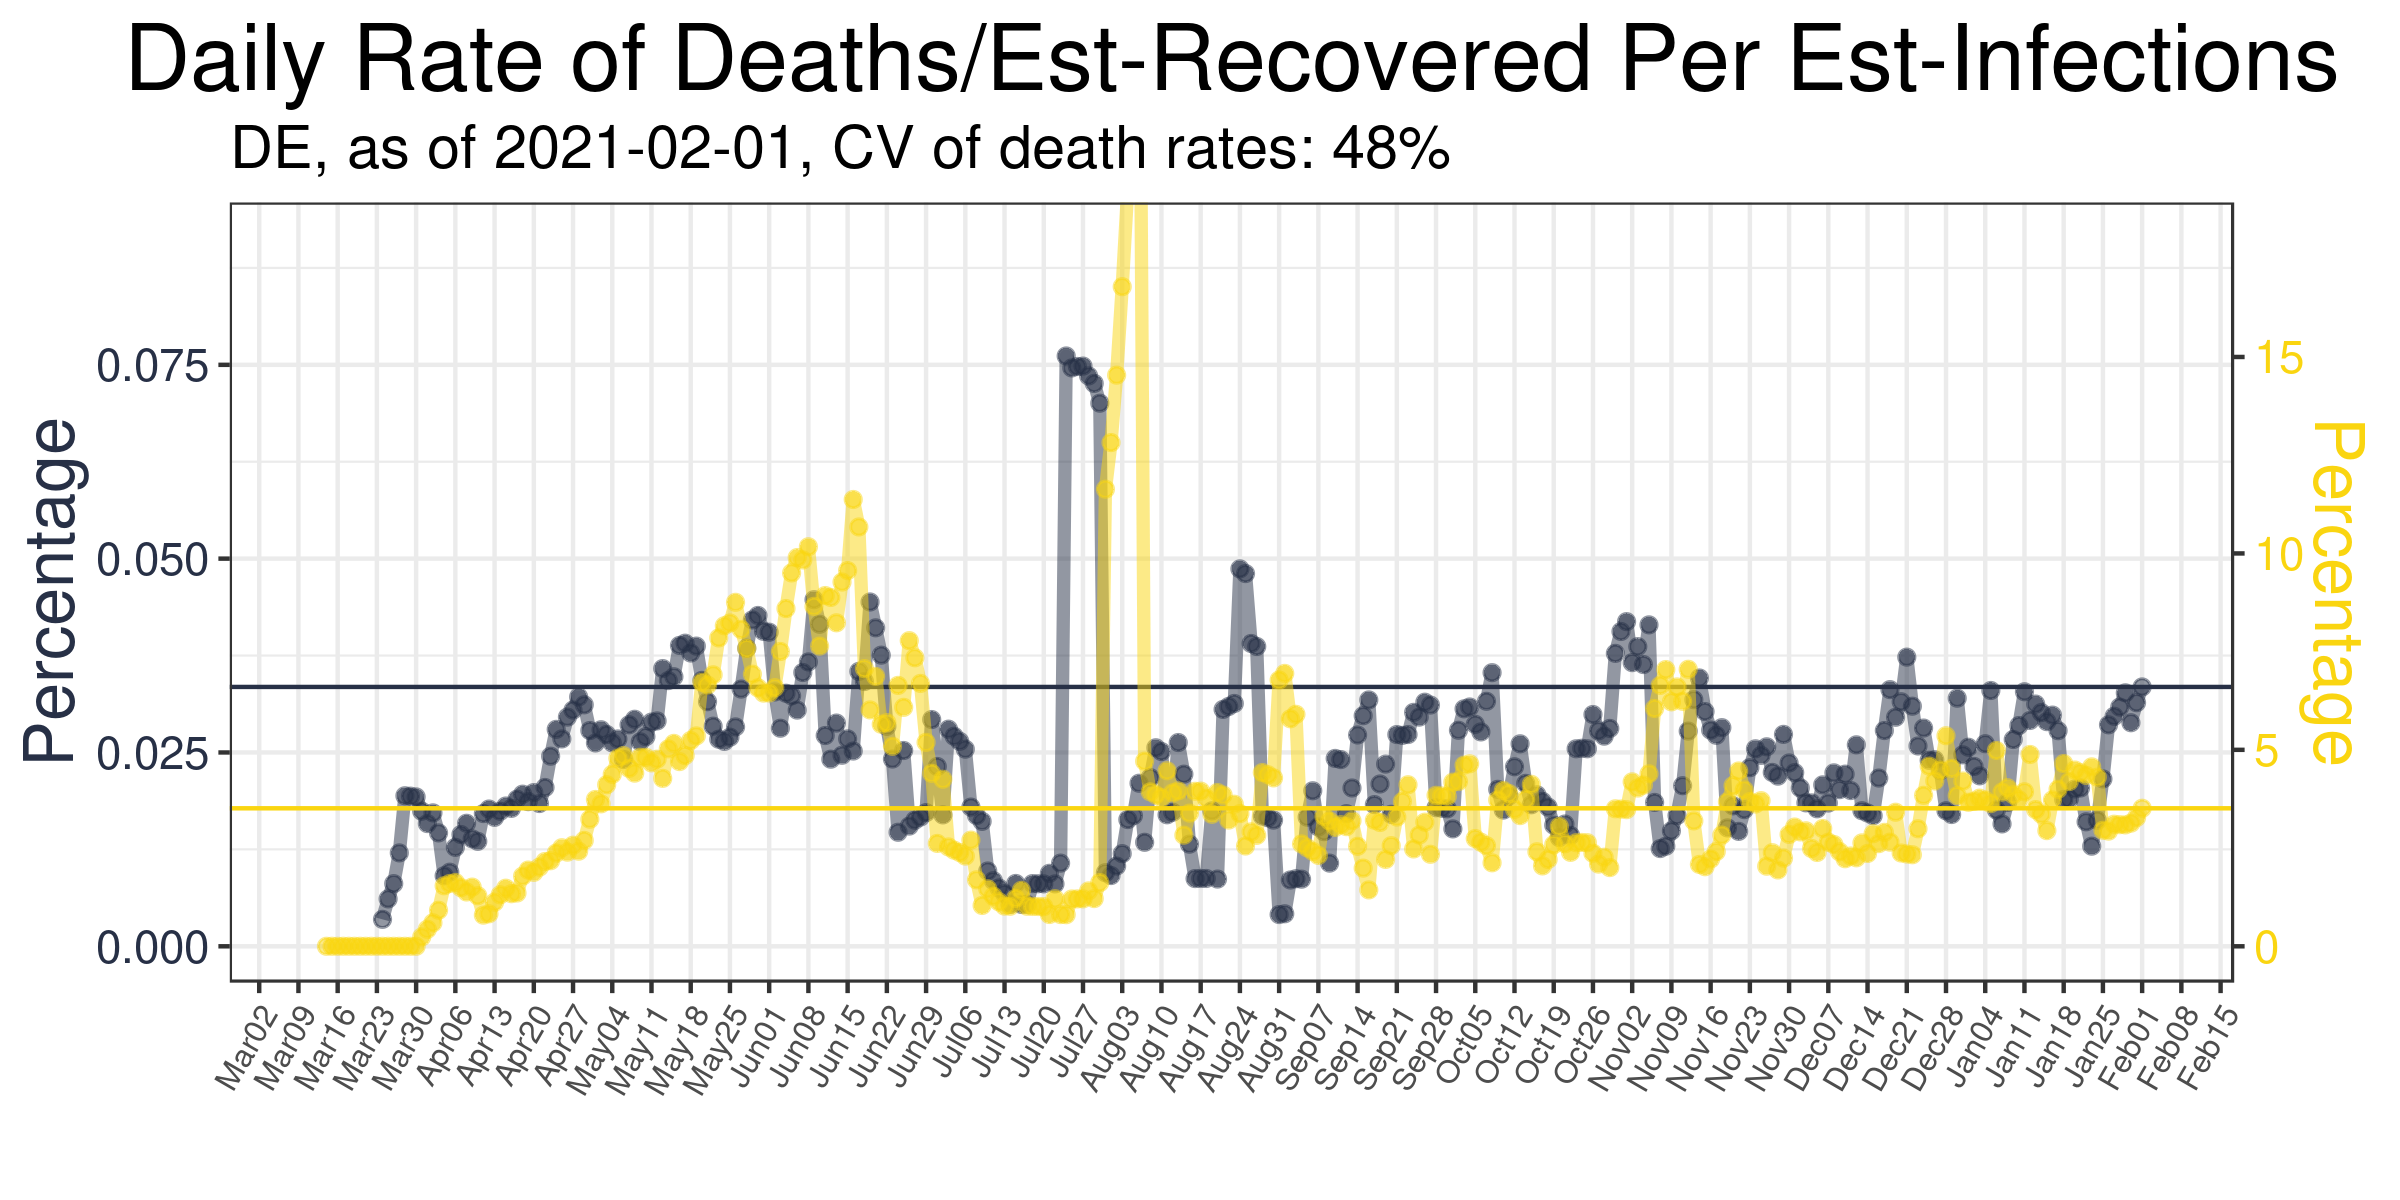 Daily Rate of Deaths/Est-Recovered Per Est-Infections
DE, as of 2021-02-01, CV of death rates: 48%
Percentage
0.075
0.050
0.025
0.000
15
10
5
0
Percentage
Mar02
Mar09
Mar16
Mar23
Mar30
Apr06
Apr13
Apr20
Apr27
May04
May11
May18
May25
Jun01
Jun08
Jun15
Jun22
Jun29
Jul06
Jul13
Jul20
Jul27
Aug03
Aug10
Aug17
Aug24
Aug31
Sep07
Sep14
Sep21
Sep28
Oct05
Oct12
Oct19
Oct26
Nov02
Nov09
Nov16
Nov23
Nov30
Dec07
Dec14
Dec21
Dec28
Jan04
Jan11
Jan18
Jan25
Feb01
Feb08
Feb15